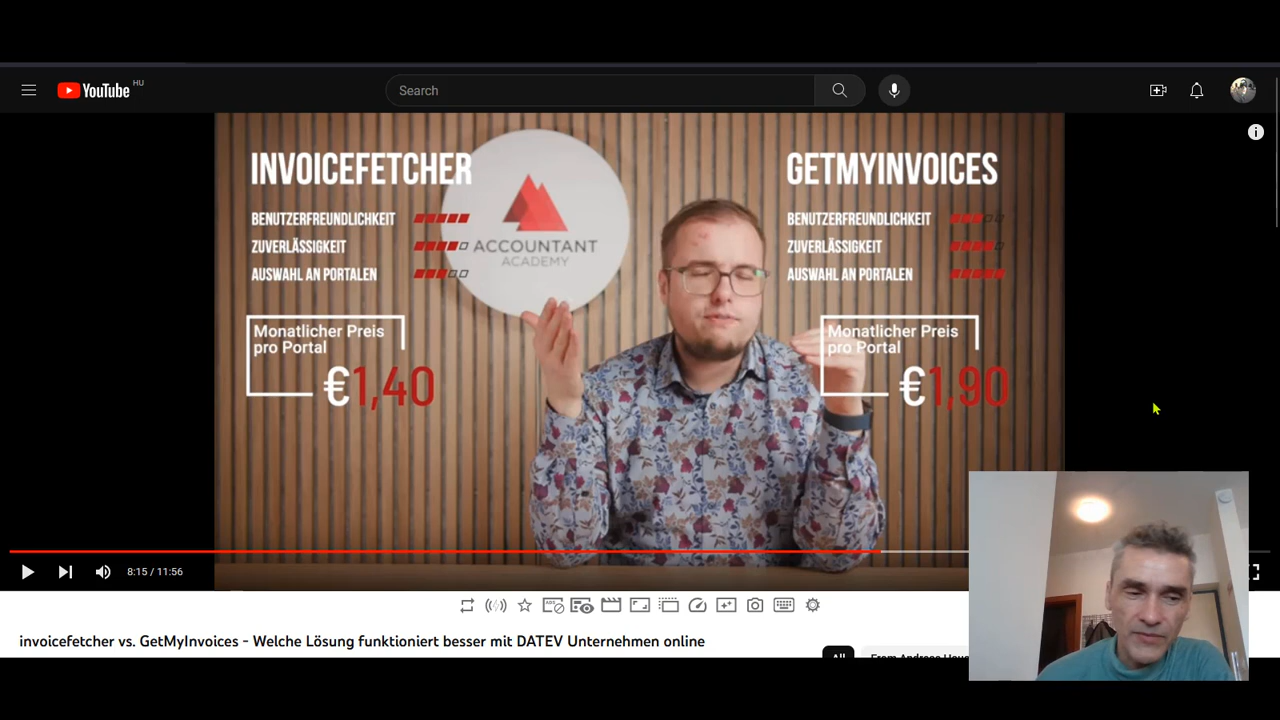 YouTube HU
Search
INVOICEFETCHER
BENUTZERFREUNDLICHKEIT
ZUVERLÄSSIGKEIT
AUSWAHL AN PORTALEN
Monatlicher Preis
pro Portal
€1,40
ACCOUNTANT
ACADEMY
GETMYINVOICES
BENUTZERFREUNDLICHKEIT
ZUVERLÄSSIGKEIT
AUSWAHL AN PORTALEN
Monatlicher Preis
pro Portal
€1,90
8:15 / 11:56
invoicefetcher vs. GetMyInvoices - Welche Lösung funktioniert besser mit DATEV Unternehmen online
All
From Andreas